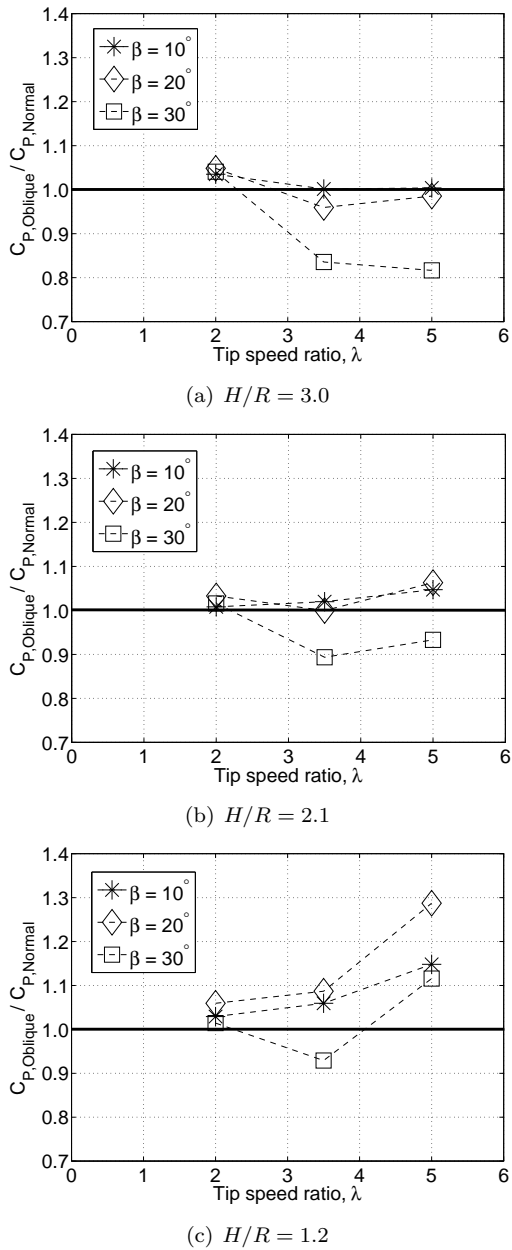 1.4
1.3
1.2
1.1
1.0
0.9
0.8
0.7
C_P,Oblique / C_P,Normal
β = 10°
β = 20°
β = 30°
0 1 2 3 4 5 6
Tip speed ratio, λ
(a) H/R = 3.0
1.4
1.3
1.2
1.1
1.0
0.9
0.8
0.7
C_P,Oblique / C_P,Normal
β = 10°
β = 20°
β = 30°
0 1 2 3 4 5 6
Tip speed ratio, λ
(b) H/R = 2.1
1.4
1.3
1.2
1.1
1.0
0.9
0.8
0.7
C_P,Oblique / C_P,Normal
β = 10°
β = 20°
β = 30°
0 1 2 3 4 5 6
Tip speed ratio, λ
(c) H/R = 1.2